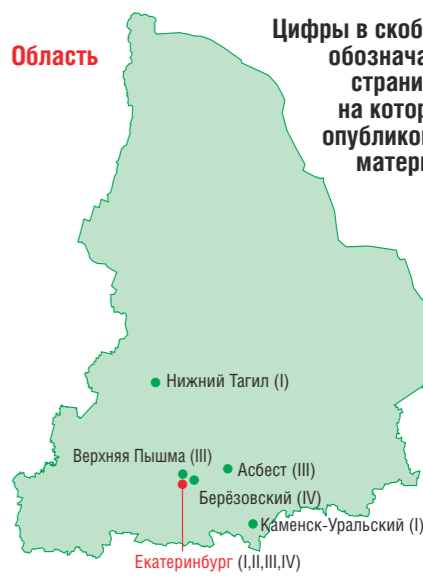 Область
Цифры в скоб
обознача
страни
на котор
опубликов
матери
Нижний Тагил (I)
Верхняя Пышма (III)
Асбест (III)
Берёзовский (IV)
Каменск-Уральский (I)
Екатеринбург (I,II,III,IV)